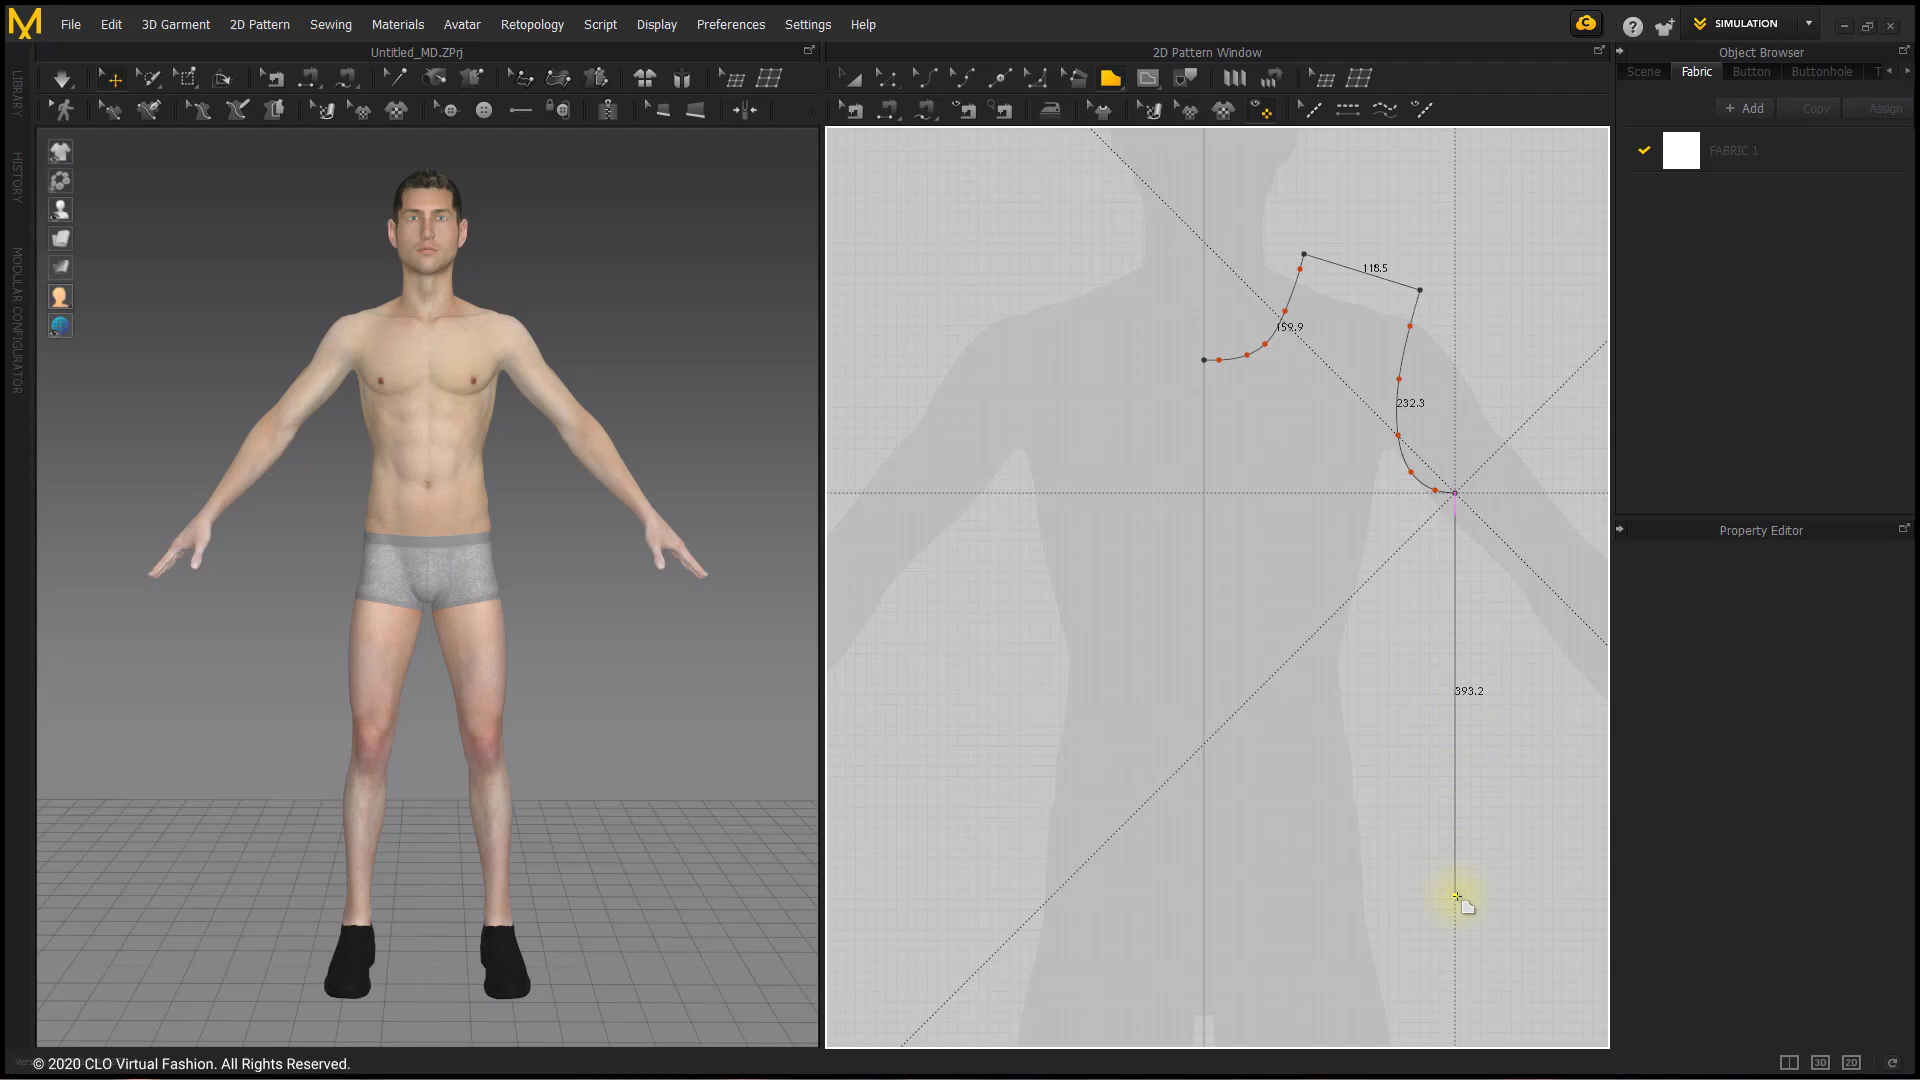 File Edit 3D Garment 2D Pattern Sewing Materials Avatar Retopology Script Display Preferences Settings Help
SIMULATION
Untitled_MD.ZPrj
2D Pattern Window
Object Browser
Scene Fabric Button Buttonhole T
+ Add Copy Assign
FABRIC 1
LIBRARY
HISTORY
MODULAR CONFIGURATOR
118.5
159.9
232.3
393.2
Property Editor
© 2020 CLO Virtual Fashion. All Rights Reserved.
3D 2D